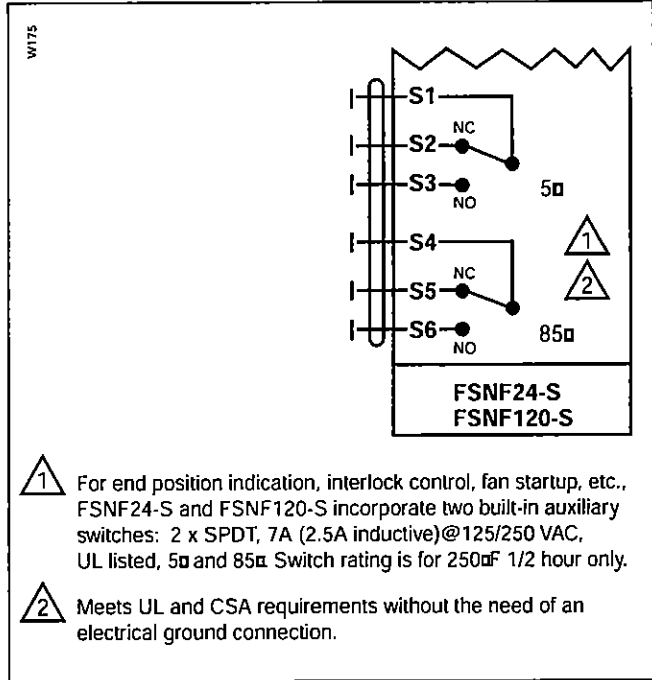 W175
S1
NC
S2
S3
NO
5▯
1
S4
2
NC
S5
S6
NO
85▯
FSNF24-S
FSNF120-S
1 For end position indication, interlock control, fan startup, etc.,
FSNF24-S and FSNF120-S incorporate two built-in auxiliary
switches: 2 x SPDT, 7A (2.5A inductive)@125/250 VAC,
UL listed, 5▯ and 85▯. Switch rating is for 250▯F 1/2 hour only.
2 Meets UL and CSA requirements without the need of an
electrical ground connection.